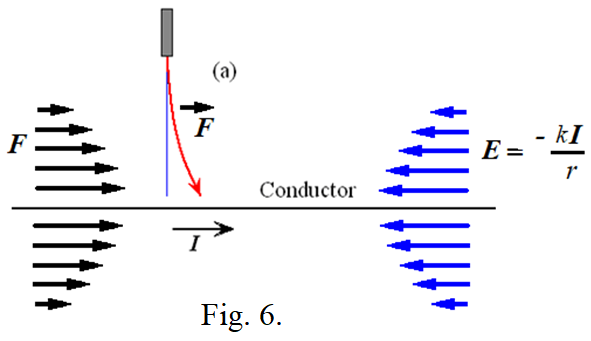 (a)
F
F
E = - kI / r
Conductor
I
Fig. 6.